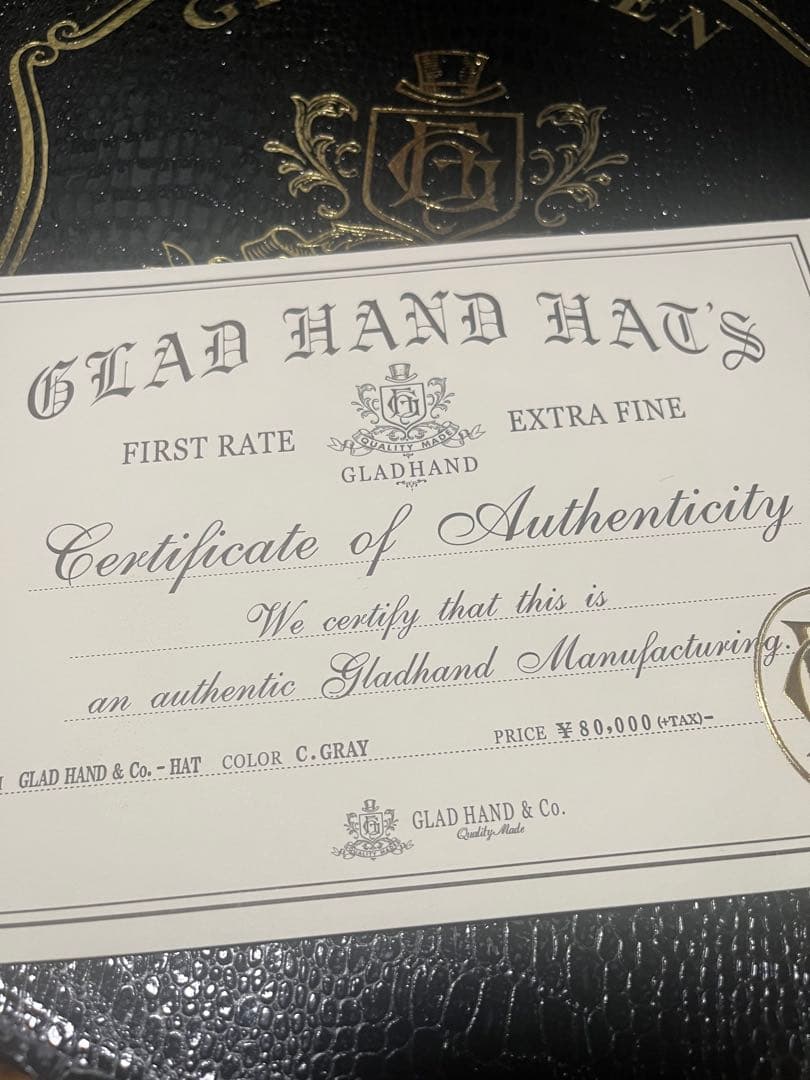 GLAD HAND HAT'S
FIRST RATE
EXTRA FINE
QUALITY MADE
GLADHAND
Certificate of Authenticity
We certify that this is
an authentic Gladhand Manufacturing.
GLAD HAND & Co. - HAT COLOR C.GRAY PRICE ¥80,000 (+TAX)-
GLAD HAND & Co.
Quality Made